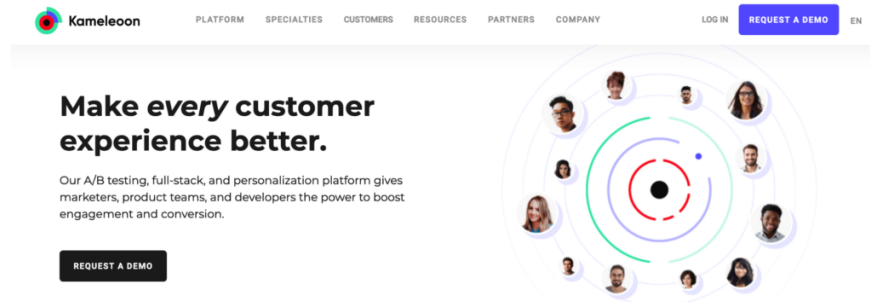 Kameleoon
PLATFORM SPECIALTIES CUSTOMERS RESOURCES PARTNERS COMPANY LOG IN REQUEST A DEMO EN
Make every customer
experience better.
Our A/B testing, full-stack, and personalization platform gives
marketers, product teams, and developers the power to boost
engagement and conversion.
REQUEST A DEMO